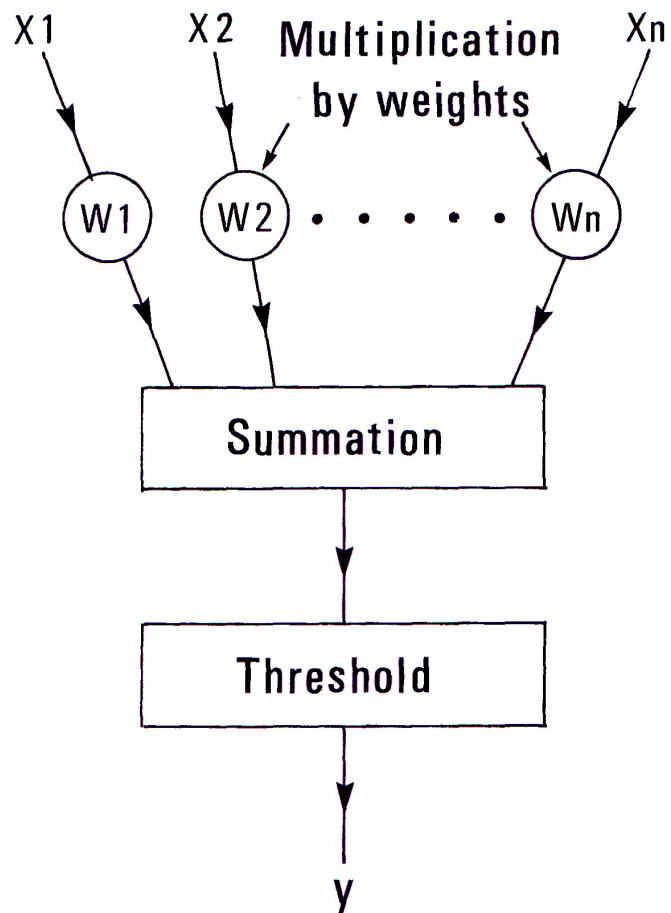 X1 X2 Multiplication Xn
by weights
W1 W2 Wn
Summation
Threshold
y